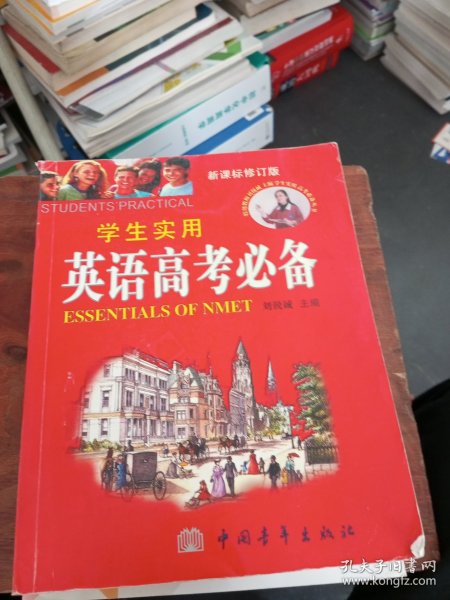 新课标修订版
STUDENTS' PRACTICAL
学生实用
英语高考必备
ESSENTIALS OF NMET
刘锐诚 主编
中国青年出版社
孔夫子旧书网
www.kongfz.com